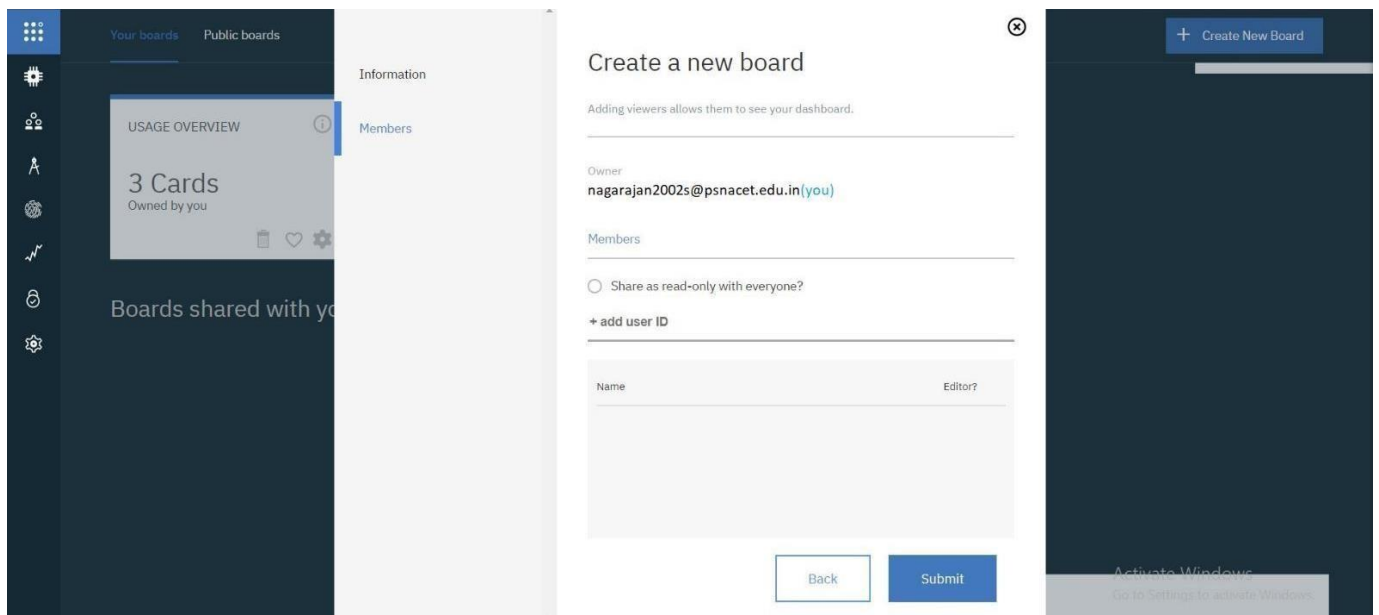 Your boards Public boards
USAGE OVERVIEW
3 Cards
Owned by you
Boards shared with yo
Information
Members
Create a new board
Adding viewers allows them to see your dashboard.
Owner
nagarajan2002s@psnacet.edu.in(you)
Members
Share as read-only with everyone?
+ add user ID
Name Editor?
Back Submit
+ Create New Board
Activate Windows
Go to Settings to activate Windows.